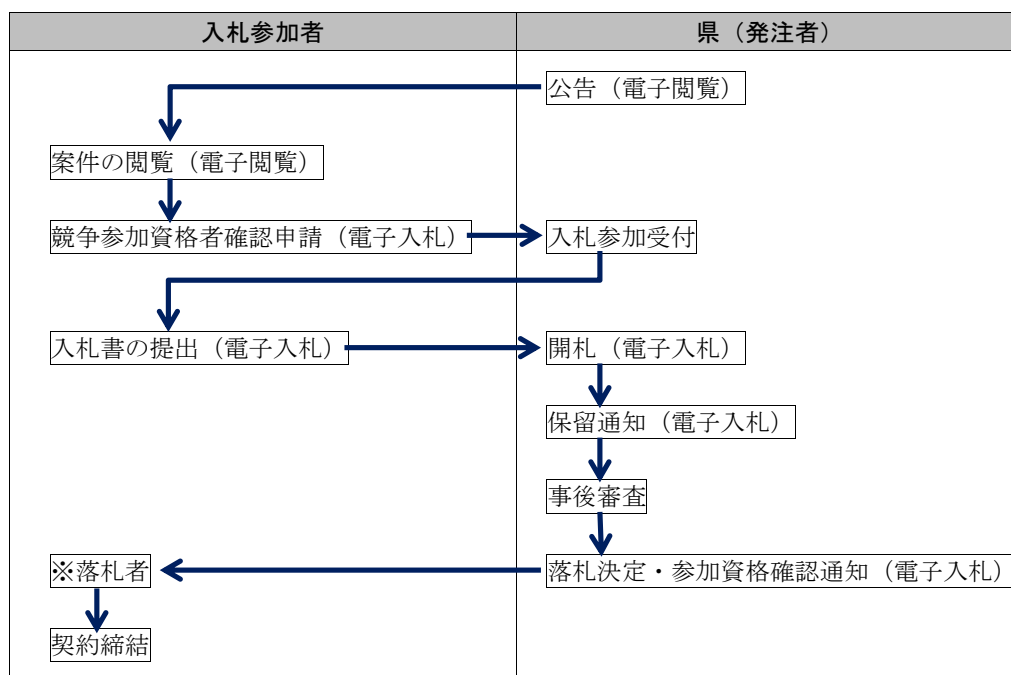 入札参加者
県（発注者）
公告（電子閲覧）
案件の閲覧（電子閲覧）
競争参加資格者確認申請（電子入札）
入札参加受付
入札書の提出（電子入札）
開札（電子入札）
保留通知（電子入札）
事後審査
※落札者
落札決定・参加資格確認通知（電子入札）
契約締結